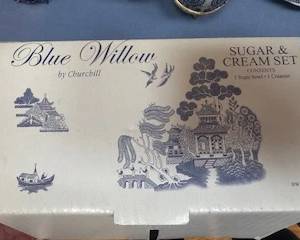 Blue Willow
by Churchill
SUGAR &
CREAM SET
CONTENTS
1 Sugar Bowl • 1 Creamer